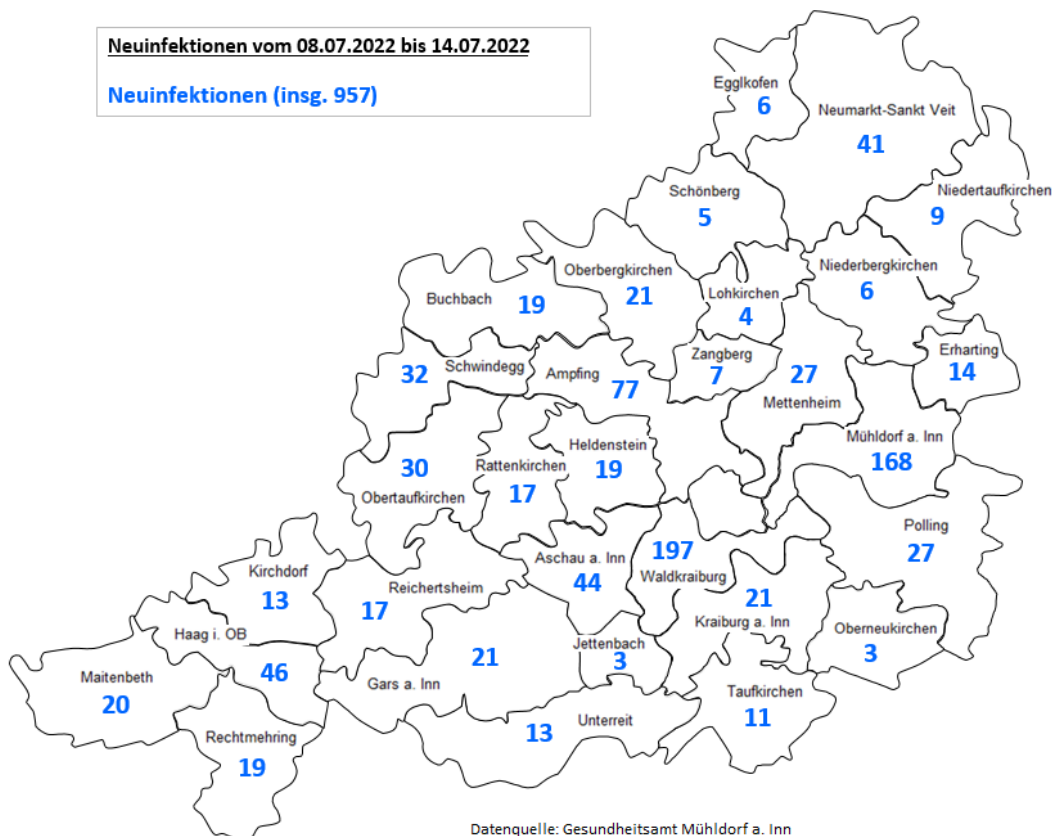 Neuinfektionen vom 08.07.2022 bis 14.07.2022
Neuinfektionen (insg. 957)
Egglkofen
6
Neumarkt-Sankt Veit
41
Schönberg
5
Niedertaufkirchen
9
Oberbergkirchen
21
Niederbergkirchen
6
Buchbach
19
Lohkirchen
4
Erharting
14
Schwindegg
32
Ampfing
77
Zangberg
7
27
Mettenheim
Mühldorf a. Inn
168
Heldenstein
19
30
Obertaufkirchen
Rattenkirchen
17
Polling
27
Aschau a. Inn
44
197
Waldkraiburg
Kirchdorf
13
Reichertsheim
17
21
Kraiburg a. Inn
Oberneukirchen
3
Haag i. OB
46
Jettenbach
3
21
Gars a. Inn
Maitenbeth
20
Taufkirchen
11
Unterreit
13
Rechtmehring
19
Datenquelle: Gesundheitsamt Mühldorf a. Inn